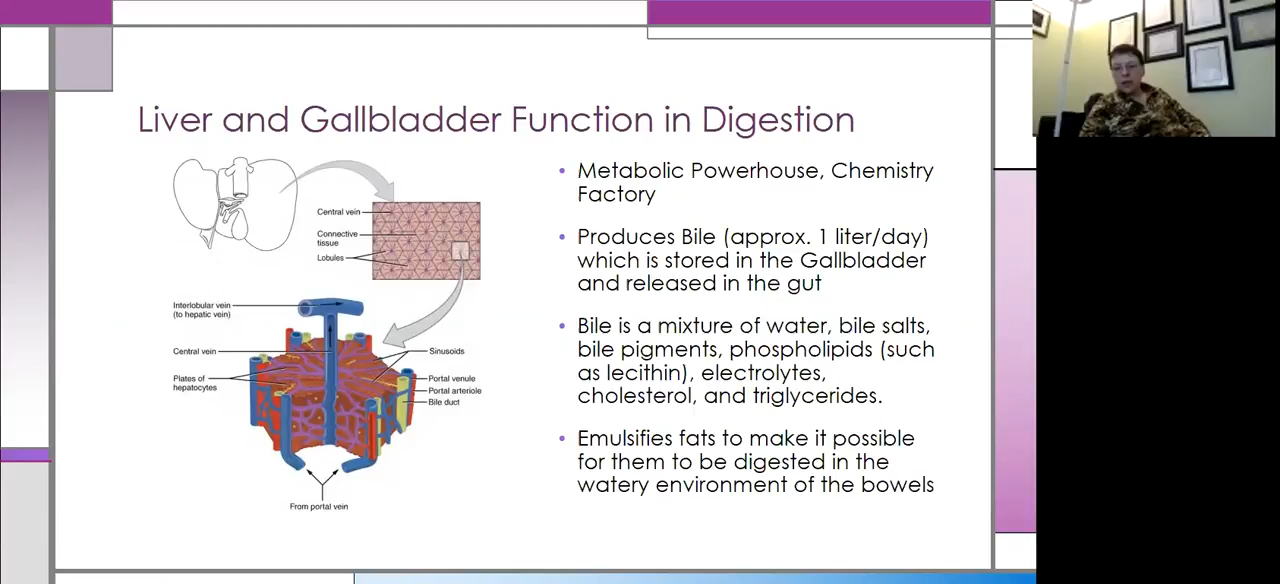 Liver and Gallbladder Function in Digestion
Central vein
Connective
tissue
Lobules
Interlobular vein
(to hepatic vein)
Central vein
Plates of
hepatocytes
Sinusoids
Portal venule
Portal arteriole
Bile duct
From portal vein
• Metabolic Powerhouse, Chemistry
Factory
• Produces Bile (approx. 1 liter/day)
which is stored in the Gallbladder
and released in the gut
• Bile is a mixture of water, bile salts,
bile pigments, phospholipids (such
as lecithin), electrolytes,
cholesterol, and triglycerides.
• Emulsifies fats to make it possible
for them to be digested in the
watery environment of the bowels